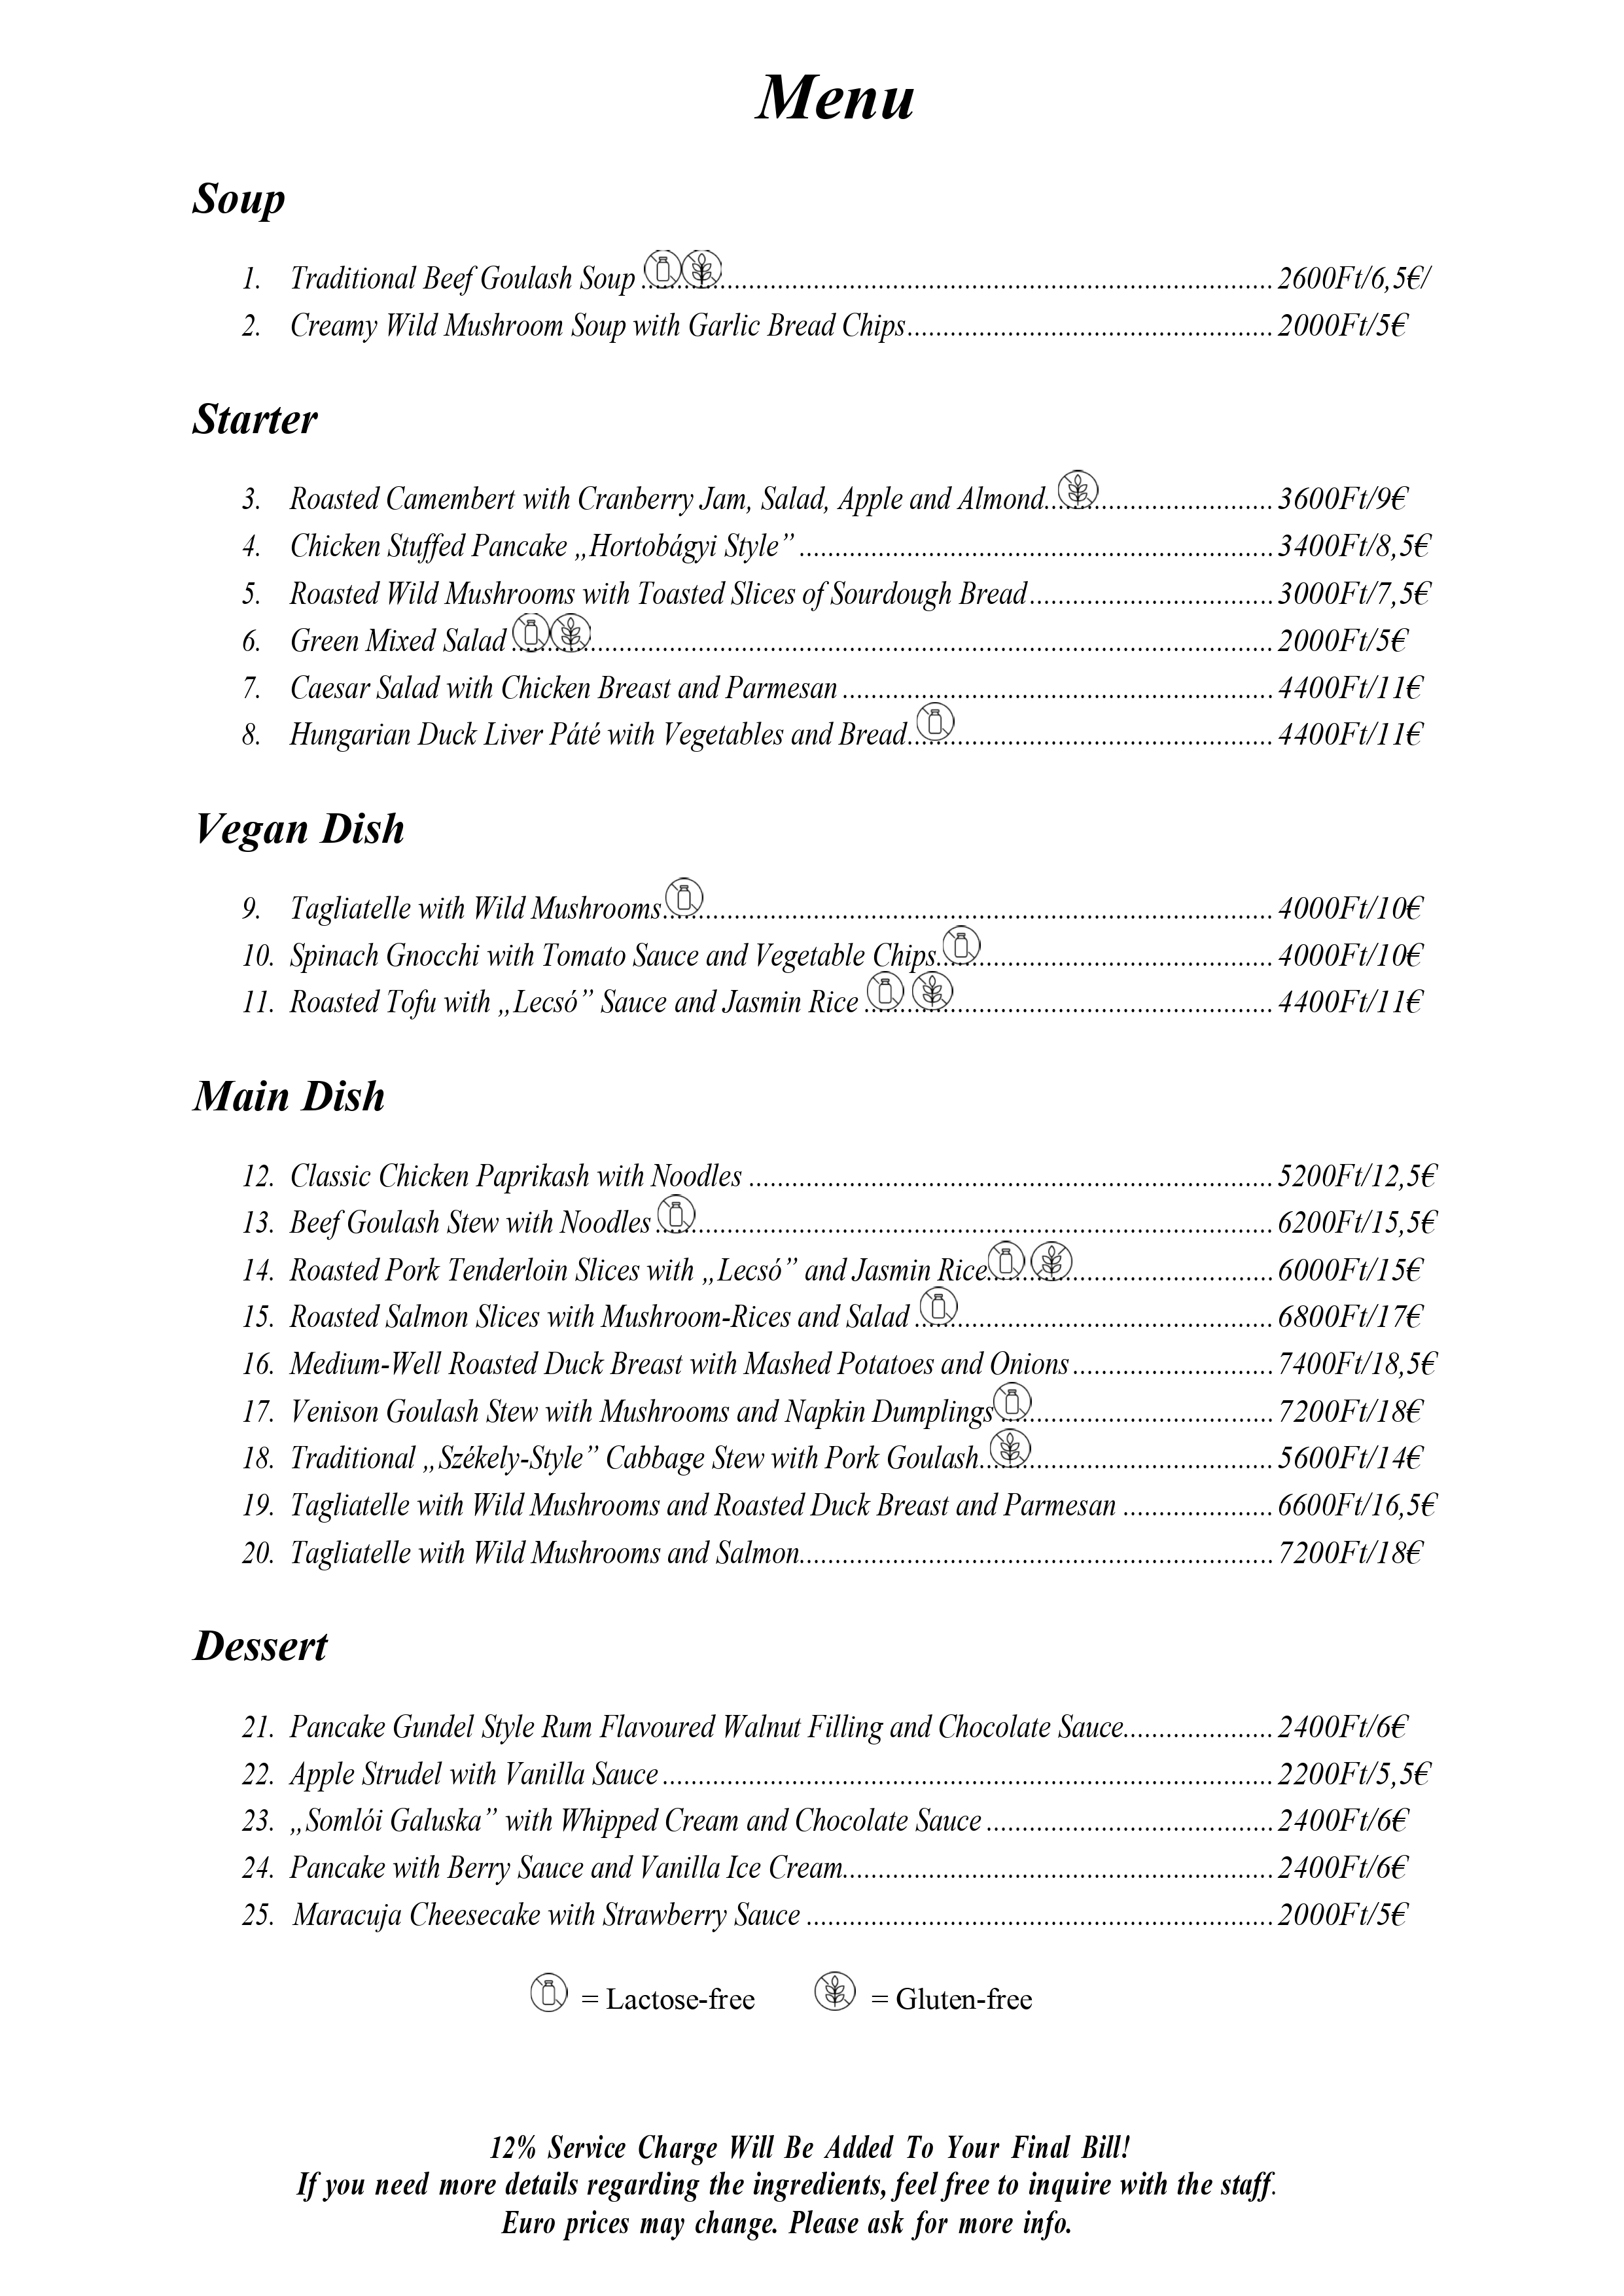 Menu
Soup
1. Traditional Beef Goulash Soup ........................................ 2600Ft/6,5€/
2. Creamy Wild Mushroom Soup with Garlic Bread Chips........................................ 2000Ft/5€
Starter
3. Roasted Camembert with Cranberry Jam, Salad, Apple and Almond........................................ 3600Ft/9€
4. Chicken Stuffed Pancake „Hortobágyi Style” ........................................ 3400Ft/8,5€
5. Roasted Wild Mushrooms with Toasted Slices of Sourdough Bread........................................ 3000Ft/7,5€
6. Green Mixed Salad ........................................ 2000Ft/5€
7. Caesar Salad with Chicken Breast and Parmesan ........................................ 4400Ft/11€
8. Hungarian Duck Liver Páté with Vegetables and Bread........................................ 4400Ft/11€
Vegan Dish
9. Tagliatelle with Wild Mushrooms........................................ 4000Ft/10€
10. Spinach Gnocchi with Tomato Sauce and Vegetable Chips........................................ 4000Ft/10€
11. Roasted Tofu with „Lecsó” Sauce and Jasmin Rice ........................................ 4400Ft/11€
Main Dish
12. Classic Chicken Paprikash with Noodles ........................................ 5200Ft/12,5€
13. Beef Goulash Stew with Noodles ........................................ 6200Ft/15,5€
14. Roasted Pork Tenderloin Slices with „Lecsó” and Jasmin Rice........................................ 6000Ft/15€
15. Roasted Salmon Slices with Mushroom-Rices and Salad ........................................ 6800Ft/17€
16. Medium-Well Roasted Duck Breast with Mashed Potatoes and Onions........................................ 7400Ft/18,5€
17. Venison Goulash Stew with Mushrooms and Napkin Dumplings ........................................ 7200Ft/18€
18. Traditional „Székely-Style” Cabbage Stew with Pork Goulash........................................ 5600Ft/14€
19. Tagliatelle with Wild Mushrooms and Roasted Duck Breast and Parmesan .................... 6600Ft/16,5€
20. Tagliatelle with Wild Mushrooms and Salmon........................................ 7200Ft/18€
Dessert
21. Pancake Gundel Style Rum Flavoured Walnut Filling and Chocolate Sauce.................... 2400Ft/6€
22. Apple Strudel with Vanilla Sauce ........................................ 2200Ft/5,5€
23. „Somlói Galuska” with Whipped Cream and Chocolate Sauce ........................................ 2400Ft/6€
24. Pancake with Berry Sauce and Vanilla Ice Cream........................................ 2400Ft/6€
25. Maracuja Cheesecake with Strawberry Sauce ........................................ 2000Ft/5€
= Lactose-free = Gluten-free
12% Service Charge Will Be Added To Your Final Bill!
If you need more details regarding the ingredients, feel free to inquire with the staff.
Euro prices may change. Please ask for more info.